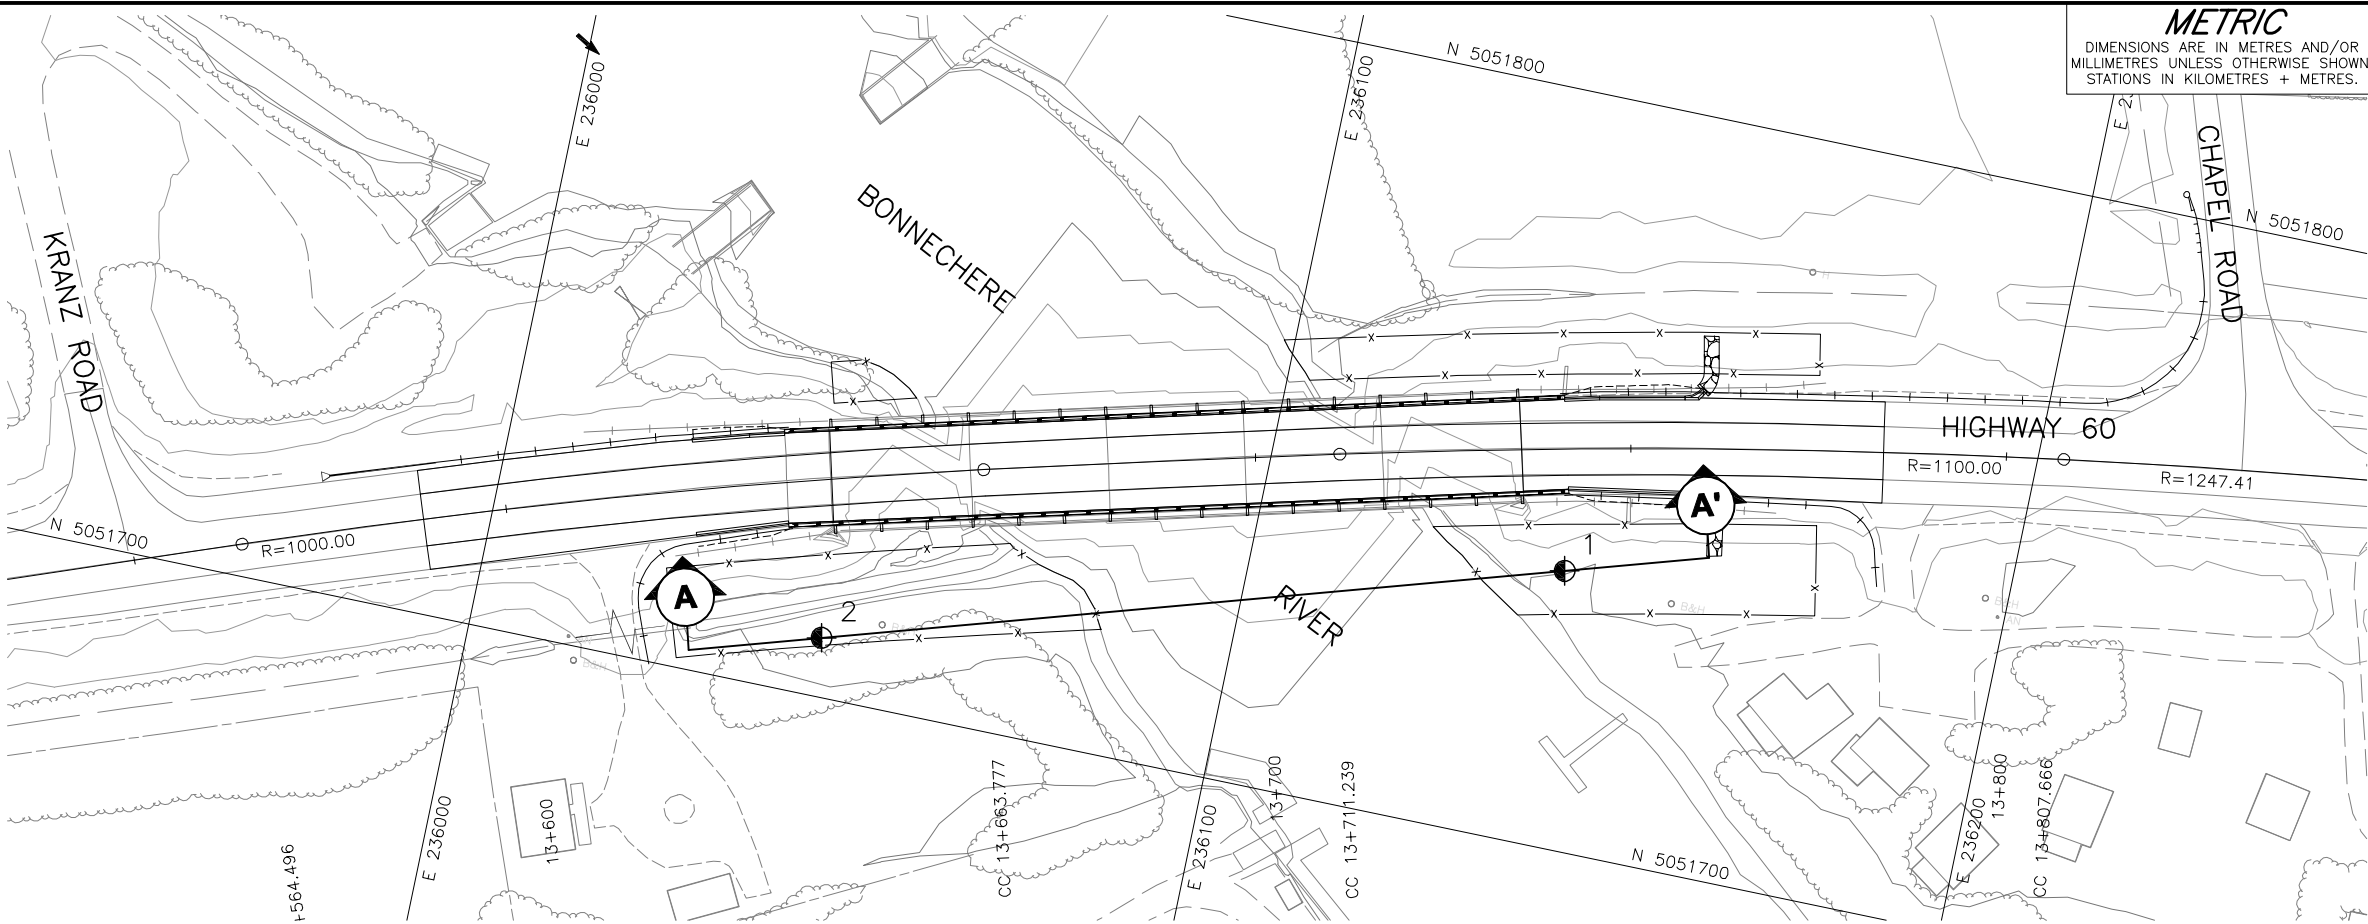 METRIC
DIMENSIONS ARE IN METRES AND/OR
MILLIMETRES UNLESS OTHERWISE SHOWN
STATIONS IN KILOMETRES + METRES.
N 5051800
E 236000
E 236100
CHAPEL ROAD
N 5051800
BONNECHERE
KRANZ ROAD
HIGHWAY 60
R=1100.00
R=1247.41
N 5051700
R=1000.00
A
A'
1
2
RIVER
B&H
B&H
B&H
E 236000
13+600
+564.496
CC 13+663.777
E 236100
13+700
CC 13+711.239
N 5051700
E 236200
13+800
CC 13+807.666